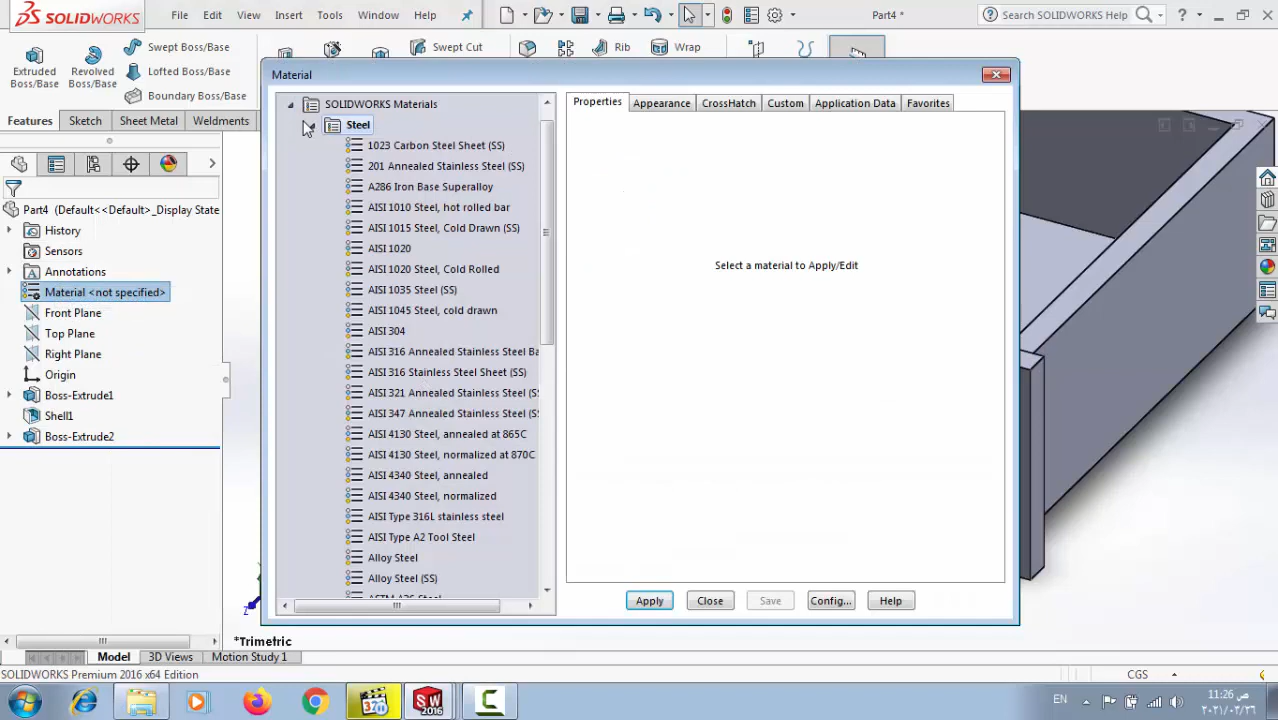 SOLIDWORKS
File
Edit
View
Insert
Tools
Window
Help
Part4 *
Search SOLIDWORKS Help
?
Extruded
Boss/Base
Revolved
Boss/Base
Swept Boss/Base
Lofted Boss/Base
Boundary Boss/Base
Swept Cut
Rib
Wrap
Features
Sketch
Sheet Metal
Weldments
Part4 (Default<<Default>_Display State
History
Sensors
Annotations
Material <not specified>
Front Plane
Top Plane
Right Plane
Origin
Boss-Extrude1
Shell1
Boss-Extrude2
Material
SOLIDWORKS Materials
Steel
1023 Carbon Steel Sheet (SS)
201 Annealed Stainless Steel (SS)
A286 Iron Base Superalloy
AISI 1010 Steel, hot rolled bar
AISI 1015 Steel, Cold Drawn (SS)
AISI 1020
AISI 1020 Steel, Cold Rolled
AISI 1035 Steel (SS)
AISI 1045 Steel, cold drawn
AISI 304
AISI 316 Annealed Stainless Steel Ba
AISI 316 Stainless Steel Sheet (SS)
AISI 321 Annealed Stainless Steel (S
AISI 347 Annealed Stainless Steel (S
AISI 4130 Steel, annealed at 865C
AISI 4130 Steel, normalized at 870C
AISI 4340 Steel, annealed
AISI 4340 Steel, normalized
AISI Type 316L stainless steel
AISI Type A2 Tool Steel
Alloy Steel
Alloy Steel (SS)
Properties
Appearance
CrossHatch
Custom
Application Data
Favorites
Select a material to Apply/Edit
Apply
Close
Save
Config...
Help
Z
*Trimetric
Model
3D Views
Motion Study 1
SOLIDWORKS Premium 2016 x64 Edition
CGS
SW
2016
EN
11:26 ص
٢٠٢١/٠٣/٢٦